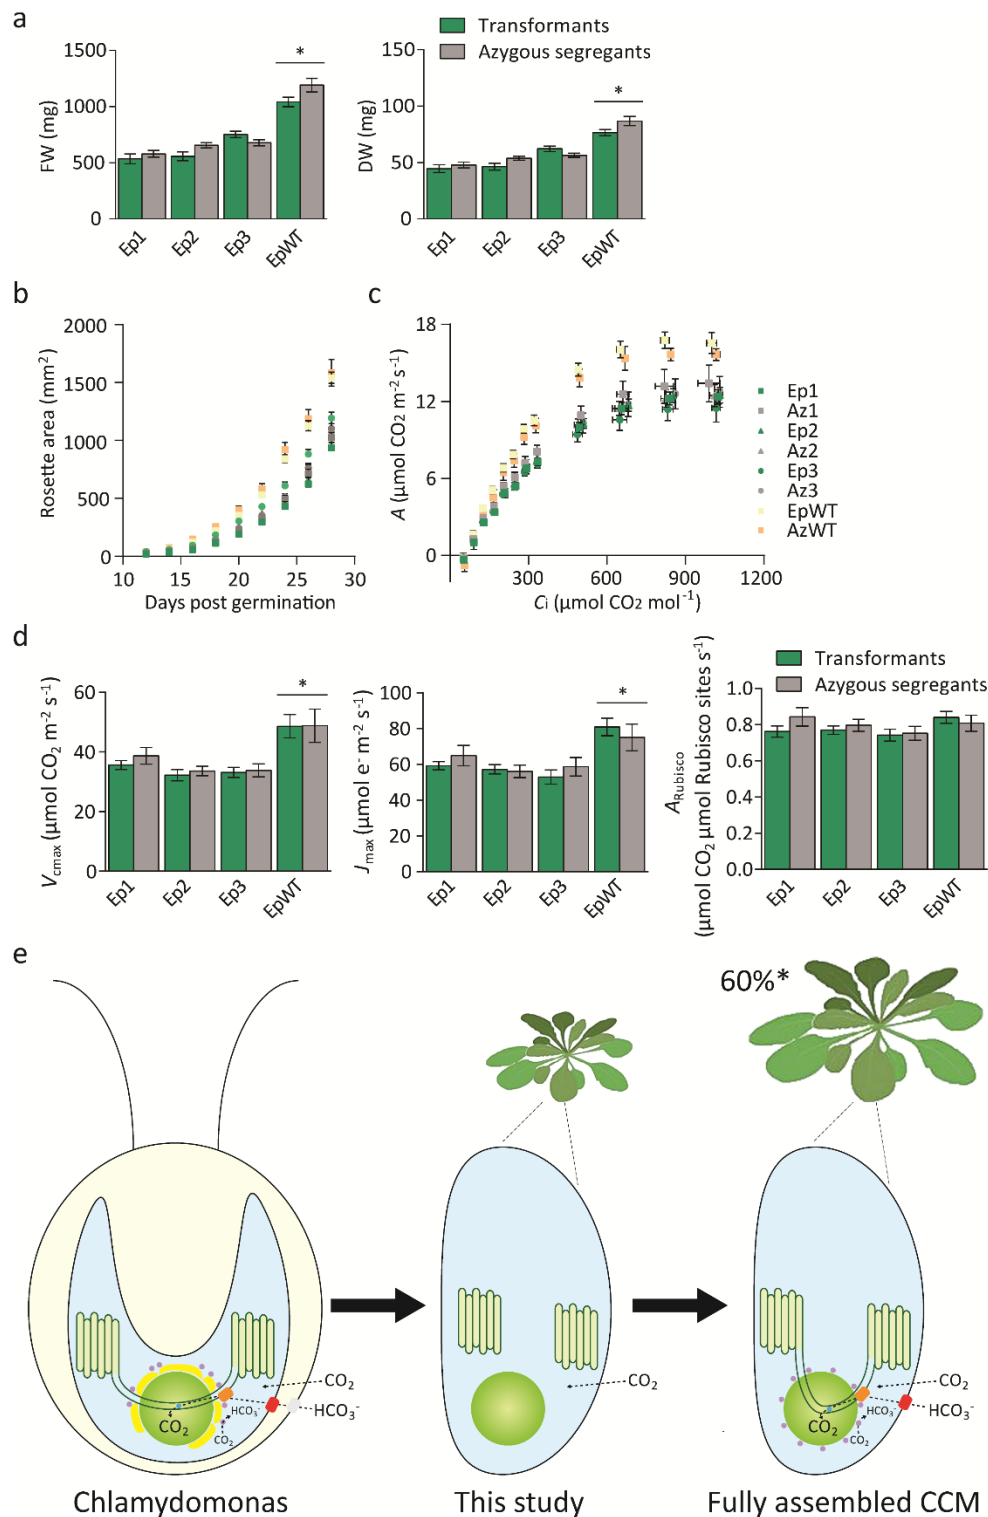 a
Transformants
Azygous segregants
1500
1000
500
0
FW (mg)
*
Ep1
Ep2
Ep3
EpWT
150
100
50
0
DW (mg)
*
Ep1
Ep2
Ep3
EpWT
b
2000
1500
1000
500
0
Rosette area (mm²)
10
15
20
25
30
Days post germination
c
18
12
6
0
A (µmol CO₂ m⁻² s⁻¹)
300
600
900
1200
Ci (µmol CO₂ mol⁻¹)
Ep1
Az1
Ep2
Az2
Ep3
Az3
EpWT
AzWT
d
60
40
20
0
Vcmax (µmol CO₂ m⁻² s⁻¹)
*
Ep1
Ep2
Ep3
EpWT
100
80
60
40
20
0
Jmax (µmol e⁻ m⁻² s⁻¹)
*
Ep1
Ep2
Ep3
EpWT
Transformants
Azygous segregants
1.0
0.8
0.6
0.4
0.2
0.0
ARubisco
(µmol CO₂ µmol Rubisco sites s⁻¹)
Ep1
Ep2
Ep3
EpWT
e
60%*
CO₂
HCO₃⁻
HCO₃⁻
CO₂
CO₂
CO₂
CO₂
HCO₃⁻
HCO₃⁻
CO₂
CO₂
Chlamydomonas
This study
Fully assembled CCM